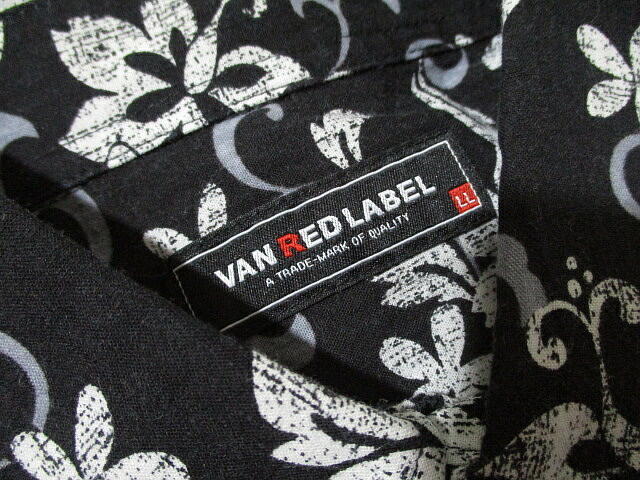 VAN RED LABEL
A TRADE-MARK OF QUALITY
LL